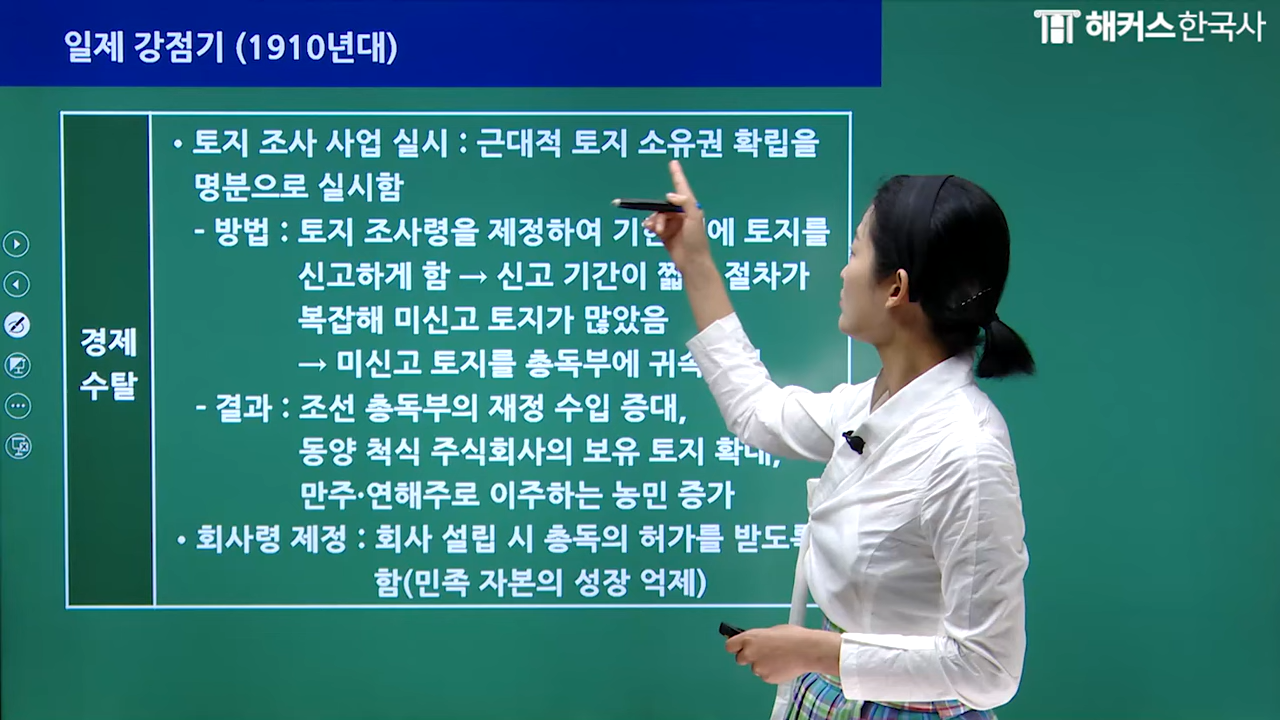 일제 강점기 (1910년대)
해커스한국사
경제
수탈
• 토지 조사 사업 실시 : 근대적 토지 소유권 확립을
명분으로 실시함
- 방법 : 토지 조사령을 제정하여 토지를
신고하게 함 → 신고 기간이 절차가
복잡해 미신고 토지가 많았음
→ 미신고 토지를 총독부에
- 결과 : 조선 총독부의 재정 수입 증대,
동양 척식 주식회사의 보유 토지 확대,
만주·연해주로 이주하는 농민 증가
• 회사령 제정 : 회사 설립 시 총독의 허가를 받도록
함(민족 자본의 성장 억제)